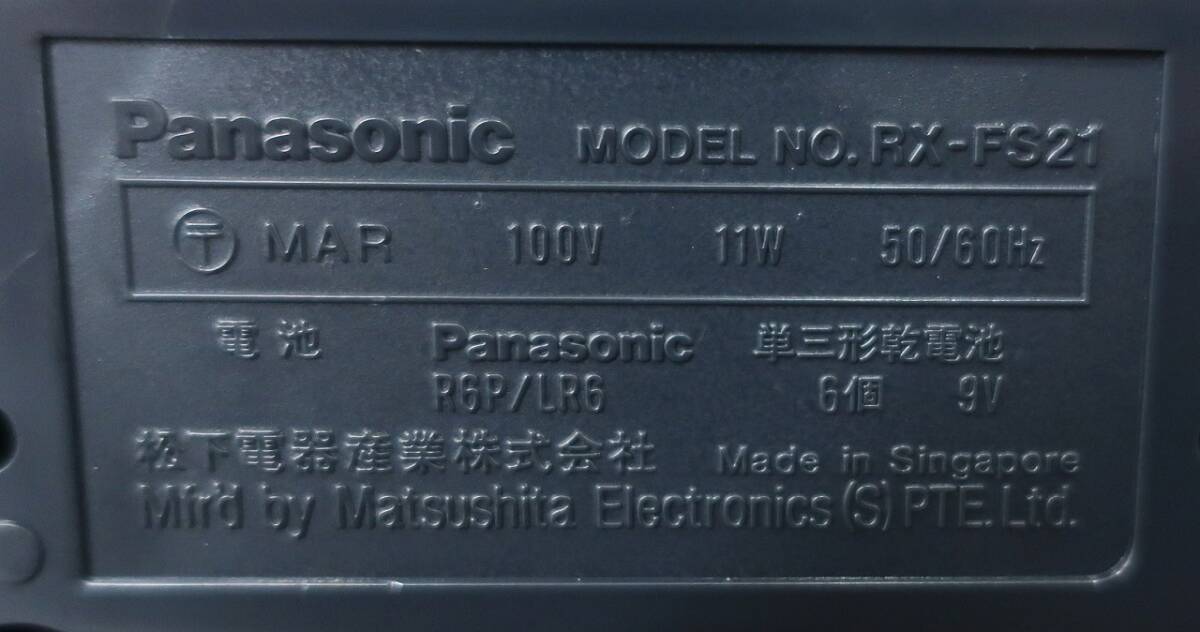 Panasonic MODEL NO. RX-FS21
〒 MAR 100V 11W 50/60Hz
電池 Panasonic 単三形乾電池
R6P/LR6 6個 9V
松下電器産業株式会社 Made in Singapore
Mfr'd by Matsushita Electronics (S) PTE. Ltd.